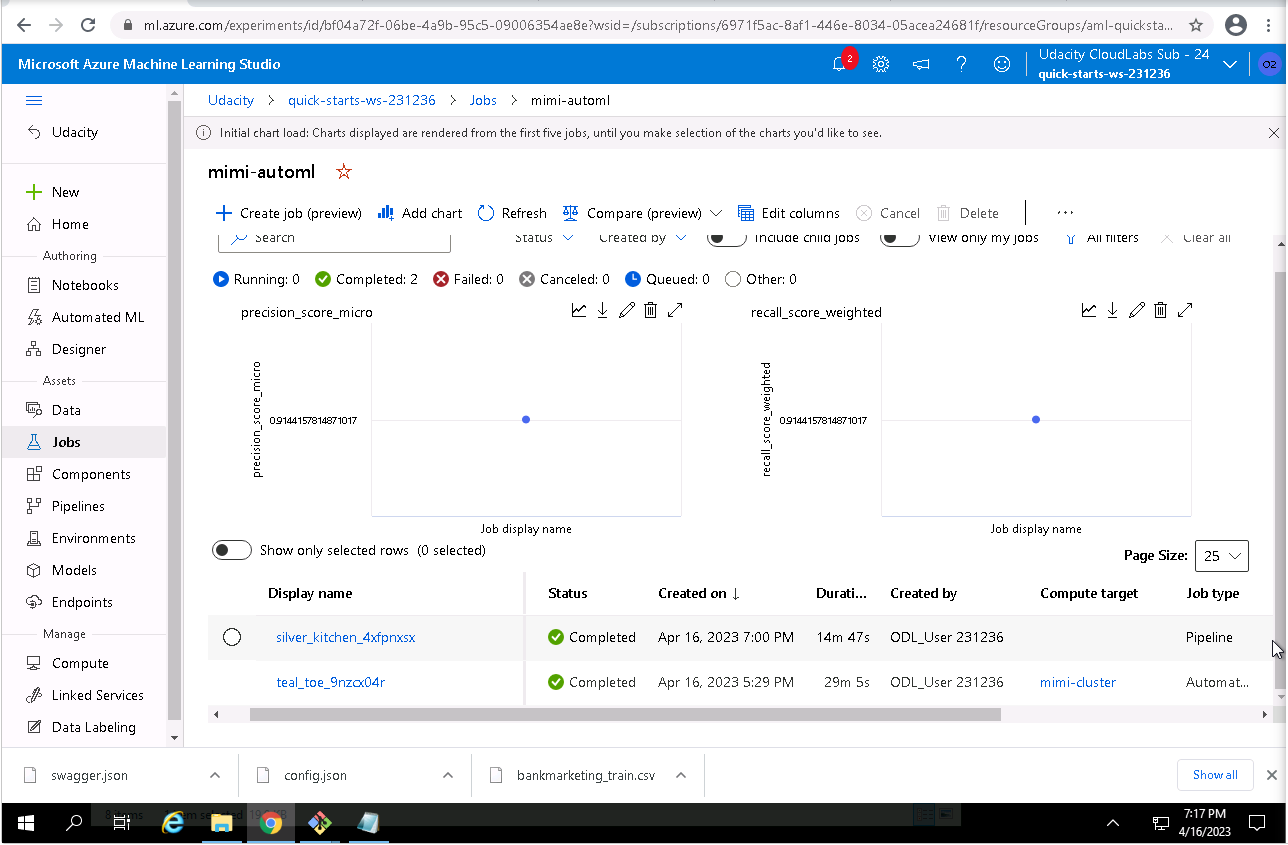 ml.azure.com/experiments/id/bf04a72f-06be-4a9b-95c5-09006354ae8e?wsid=/subscriptions/6971f5ac-8af1-446e-8034-05acea24681f/resourceGroups/aml-quicksta...
Microsoft Azure Machine Learning Studio
2
Udacity CloudLabs Sub - 24
quick-starts-ws-231236
O2
Udacity > quick-starts-ws-231236 > Jobs > mimi-automl
Initial chart load: Charts displayed are rendered from the first five jobs, until you make selection of the charts you'd like to see.
Udacity
New
Home
Authoring
Notebooks
Automated ML
Designer
Assets
Data
Jobs
Components
Pipelines
Environments
Models
Endpoints
Manage
Compute
Linked Services
Data Labeling
mimi-automl
Create job (preview) Add chart Refresh Compare (preview) Edit columns Cancel Delete ...
Search Status Created by Include child jobs View only my jobs All filters Clear all
Running: 0 Completed: 2 Failed: 0 Canceled: 0 Queued: 0 Other: 0
precision_score_micro
precision_score_micro
0.9144157814871017
Job display name
recall_score_weighted
recall_score_weighted
0.9144157814871017
Job display name
Show only selected rows (0 selected)
Page Size: 25
Display name Status Created on ↓ Durati... Created by Compute target Job type
silver_kitchen_4xfpnxsx Completed Apr 16, 2023 7:00 PM 14m 47s ODL_User 231236 Pipeline
teal_toe_9nzcx04r Completed Apr 16, 2023 5:29 PM 29m 5s ODL_User 231236 mimi-cluster Automat...
swagger.json config.json bankmarketing_train.csv Show all
7:17 PM
4/16/2023